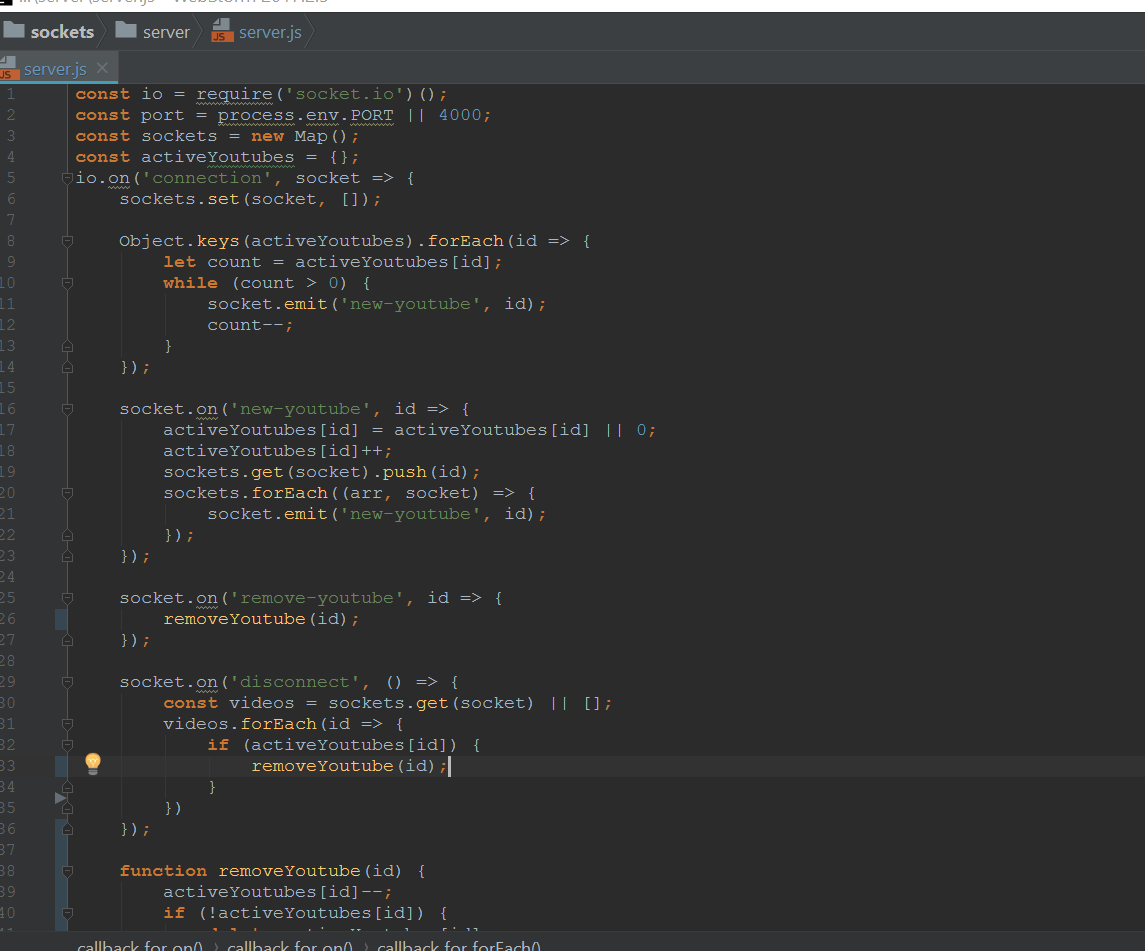 sockets server server.js
server.js
1 const io = require('socket.io')();
2 const port = process.env.PORT || 4000;
3 const sockets = new Map();
4 const activeYoutubes = {};
5 io.on('connection', socket => {
6     sockets.set(socket, []);
7
8     Object.keys(activeYoutubes).forEach(id => {
9         let count = activeYoutubes[id];
10         while (count > 0) {
11             socket.emit('new-youtube', id);
12             count--;
13         }
14     });
15
16     socket.on('new-youtube', id => {
17         activeYoutubes[id] = activeYoutubes[id] || 0;
18         activeYoutubes[id]++;
19         sockets.get(socket).push(id);
20         sockets.forEach((arr, socket) => {
21             socket.emit('new-youtube', id);
22         });
23     });
24
25     socket.on('remove-youtube', id => {
26         removeYoutube(id);
27     });
28
29     socket.on('disconnect', () => {
30         const videos = sockets.get(socket) || [];
31         videos.forEach(id => {
32             if (activeYoutubes[id]) {
33                 removeYoutube(id);
34             }
35         })
36     });
37
38     function removeYoutube(id) {
39         activeYoutubes[id]--;
40         if (!activeYoutubes[id]) {
callback for on() callback for on() callback for forEach()